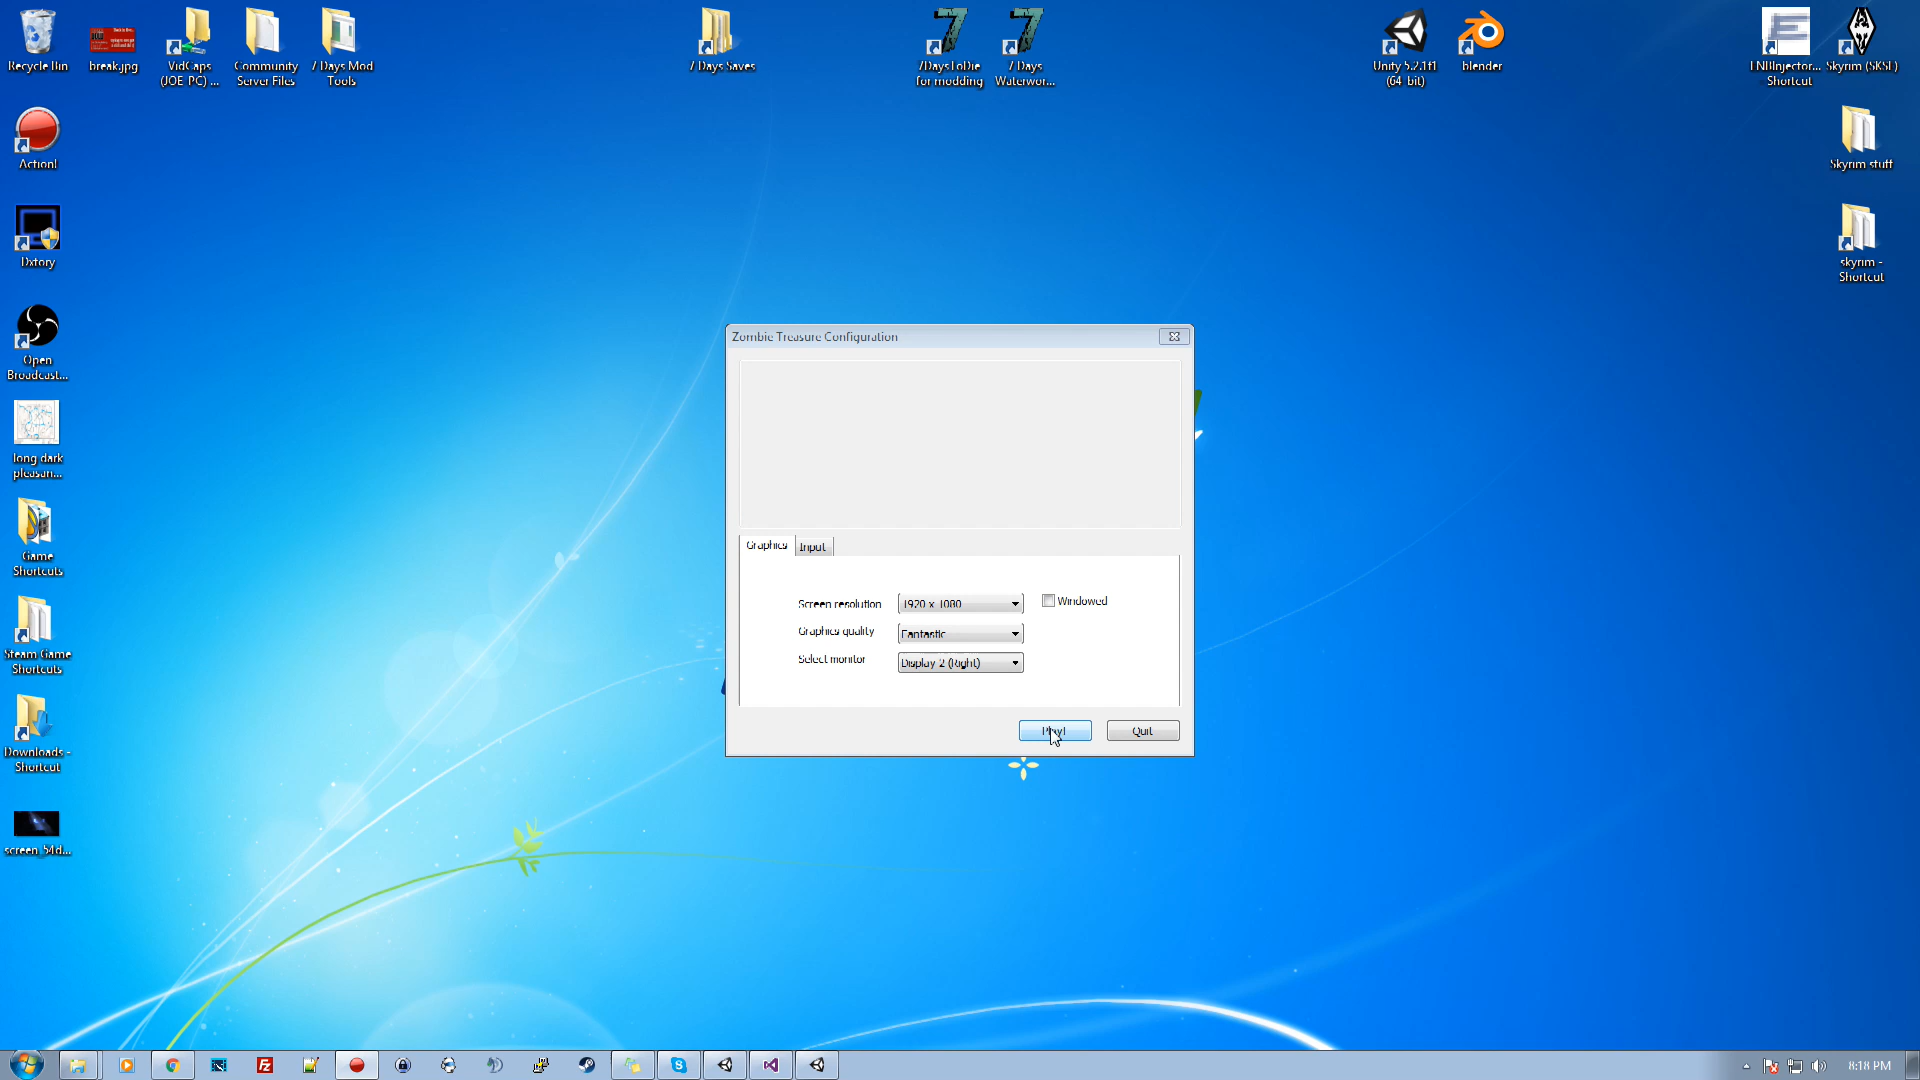 Recycle Bin
break.jpg
VidCaps
(JOE-PC) ...
Community
Server Files
7 Days Mod
Tools
7 Days Saves
7DaysToDie
for modding
7 Days
Waterwor...
Unity 5.2.1f1
(64-bit)
blender
ENBInjector...
Shortcut
Skyrim (SKSE)
Action!
Skyrim stuff
Dxtory
skyrim -
Shortcut
Open
Broadcast...
long dark
pleasan...
Game
Shortcuts
Steam Game
Shortcuts
Downloads -
Shortcut
screen_54d...
Zombie Treasure Configuration
Graphics
Input
Screen resolution
1920 x 1080
Windowed
Graphics quality
Fantastic
Select monitor
Display 2 (Right)
Play!
Quit
8:18 PM